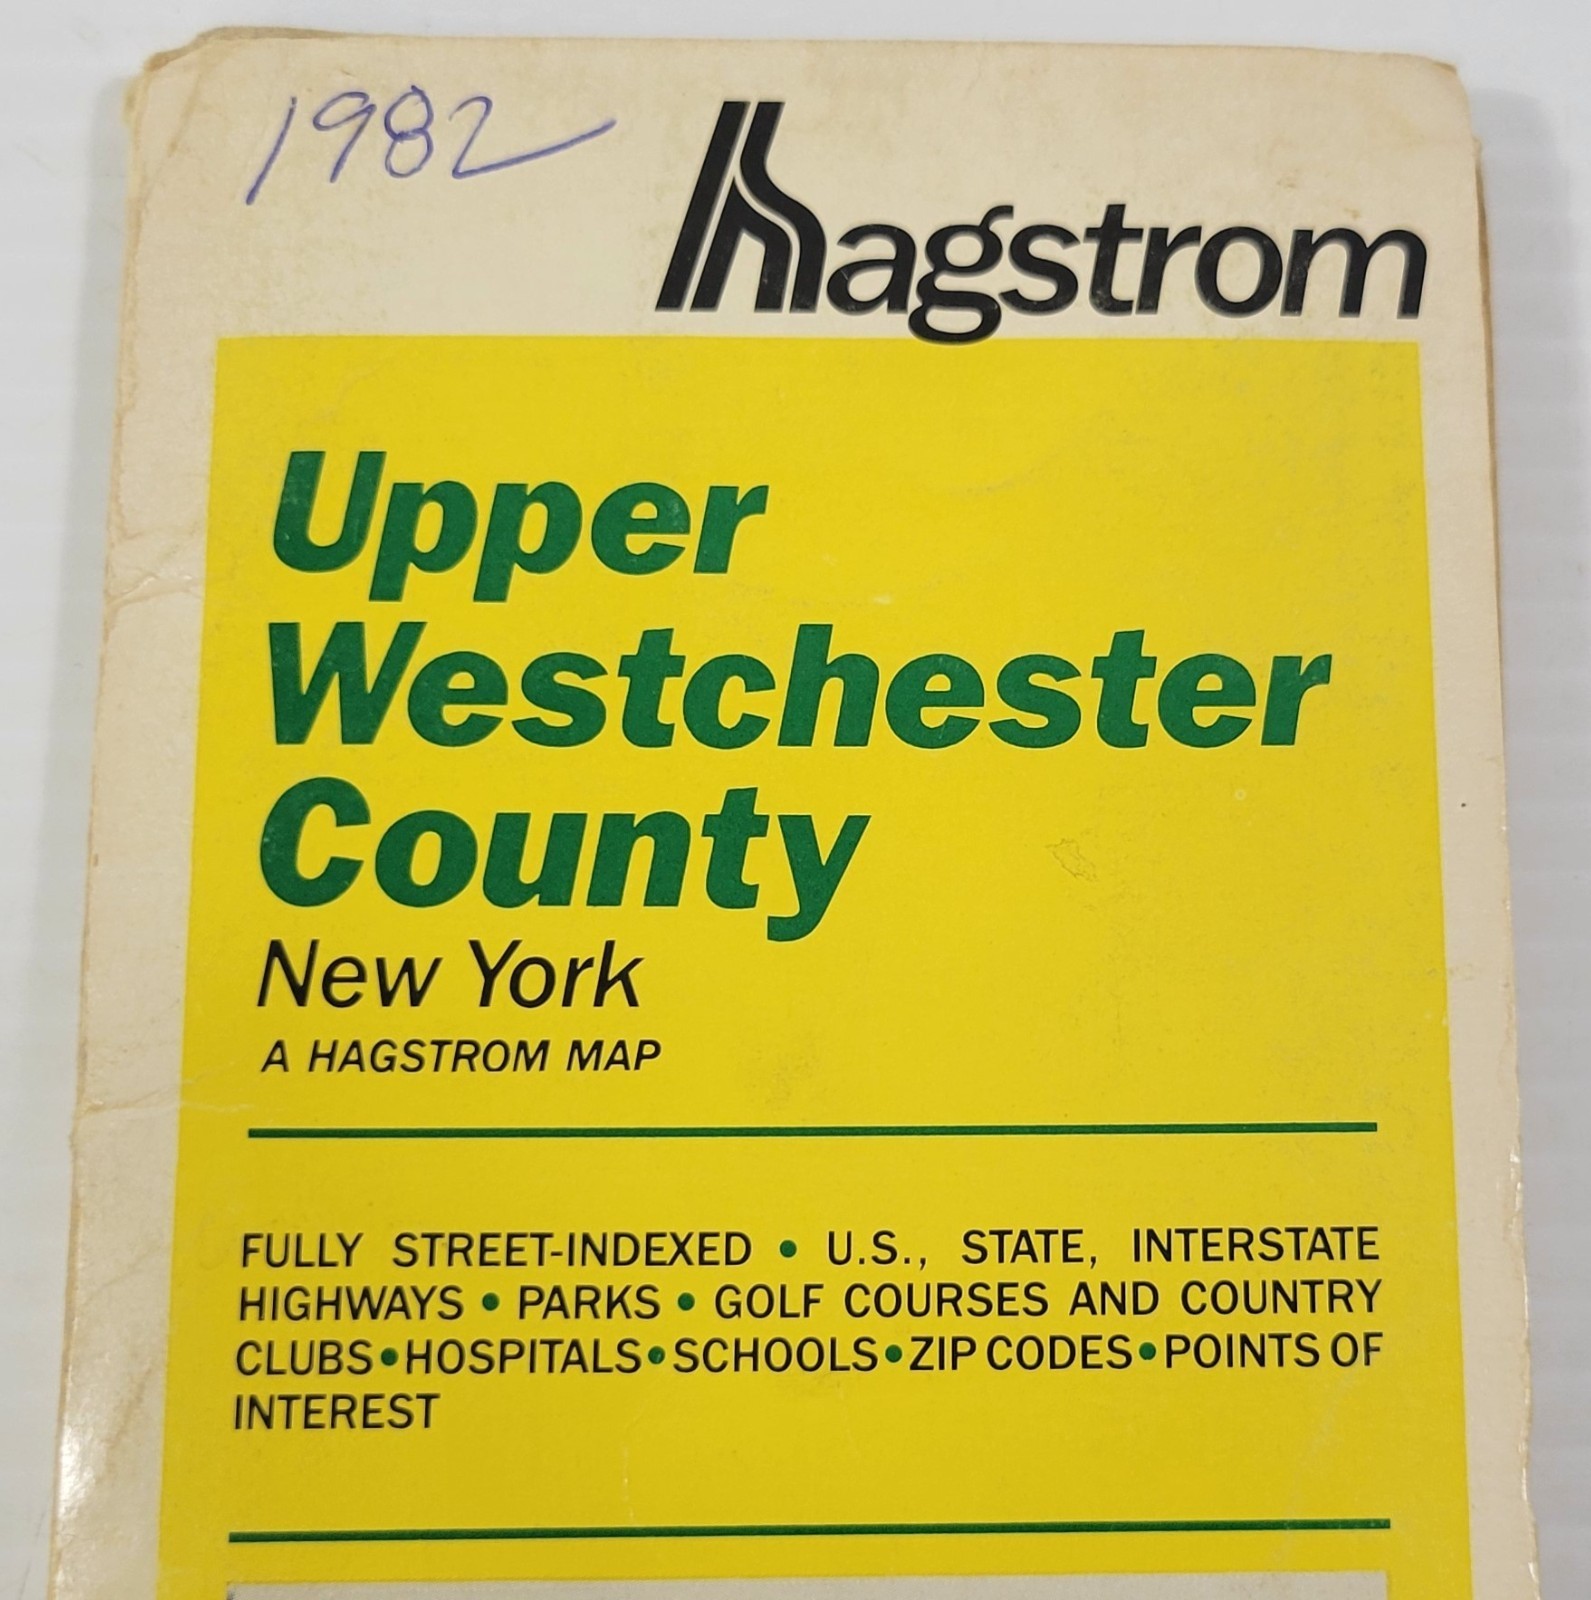 1982
hagstrom
Upper
Westchester
County
New York
A HAGSTROM MAP
FULLY STREET-INDEXED • U.S., STATE, INTERSTATE
HIGHWAYS • PARKS • GOLF COURSES AND COUNTRY
CLUBS • HOSPITALS • SCHOOLS • ZIP CODES • POINTS OF
INTEREST